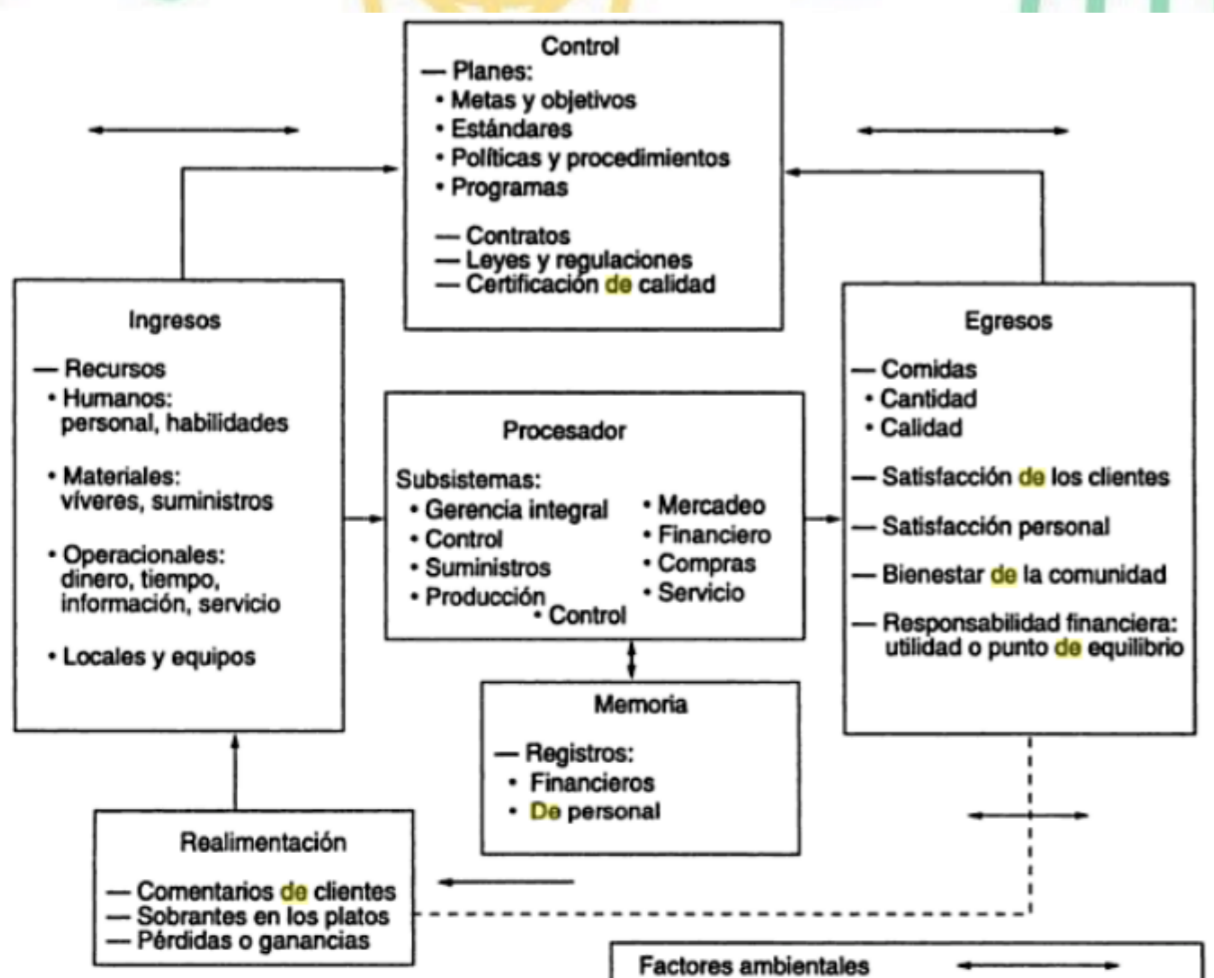 Control
— Planes:
• Metas y objetivos
• Estándares
• Políticas y procedimientos
• Programas
— Contratos
— Leyes y regulaciones
— Certificación de calidad
Ingresos
— Recursos
• Humanos:
personal, habilidades
• Materiales:
víveres, suministros
• Operacionales:
dinero, tiempo,
información, servicio
• Locales y equipos
Procesador
Subsistemas:
• Gerencia integral
• Control
• Suministros
• Producción
• Mercadeo
• Financiero
• Compras
• Servicio
• Control
Egresos
— Comidas
• Cantidad
• Calidad
— Satisfacción de los clientes
— Satisfacción personal
— Bienestar de la comunidad
— Responsabilidad financiera:
utilidad o punto de equilibrio
Memoria
— Registros:
• Financieros
• De personal
Realimentación
— Comentarios de clientes
— Sobrantes en los platos
— Pérdidas o ganancias
Factores ambientales